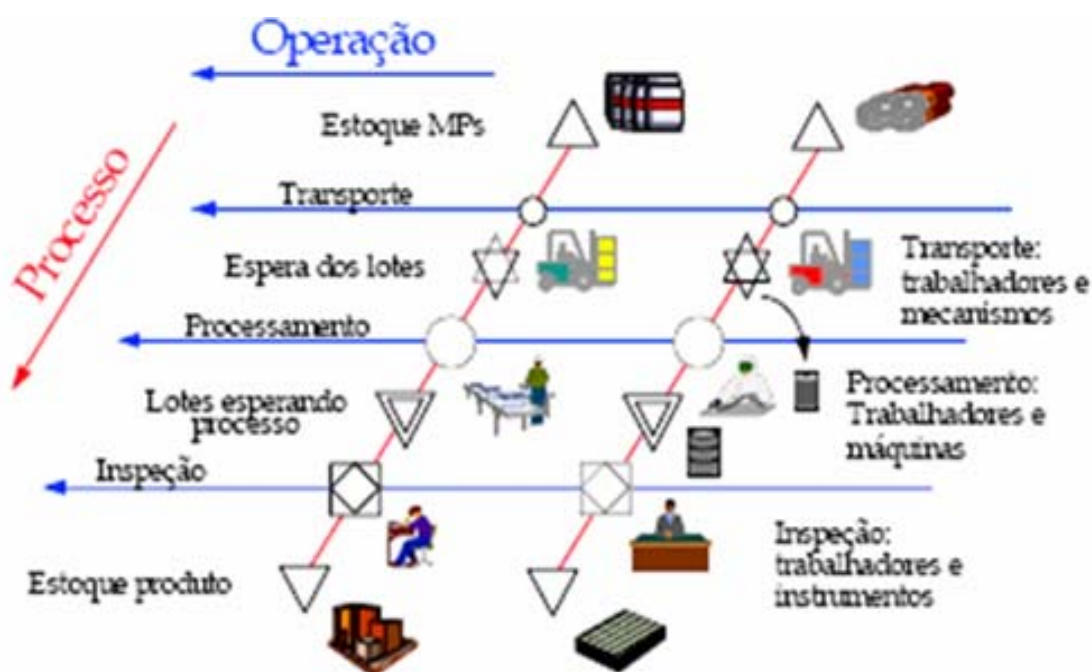 Operação
Processo
Estoque MPs
Transporte
Espera dos lotes
Transporte:
trabalhadores e
mecanismos
Processamento
Lotes esperando
processo
Processamento:
Trabalhadores e
máquinas
Inspeção
Inspeção:
trabalhadores e
instrumentos
Estoque produto